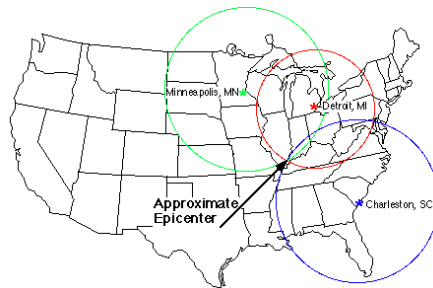 Minneapolis, MN
Detroit, MI
Approximate
Epicenter
Charleston, SC